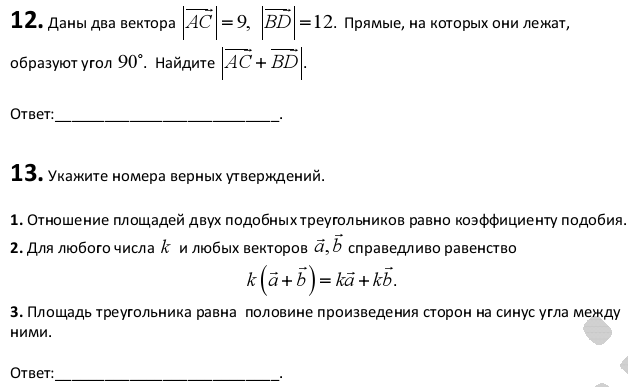 12. Даны два вектора |AC⃗| = 9, |BD⃗| = 12. Прямые, на которых они лежат,
образуют угол 90°. Найдите |AC⃗ + BD⃗|.
Ответ:___________________________.
13. Укажите номера верных утверждений.
1. Отношение площадей двух подобных треугольников равно коэффициенту подобия.
2. Для любого числа k и любых векторов a⃗, b⃗ справедливо равенство
k(a⃗ + b⃗) = ka⃗ + kb⃗.
3. Площадь треугольника равна половине произведения сторон на синус угла между
ними.
Ответ:___________________________.